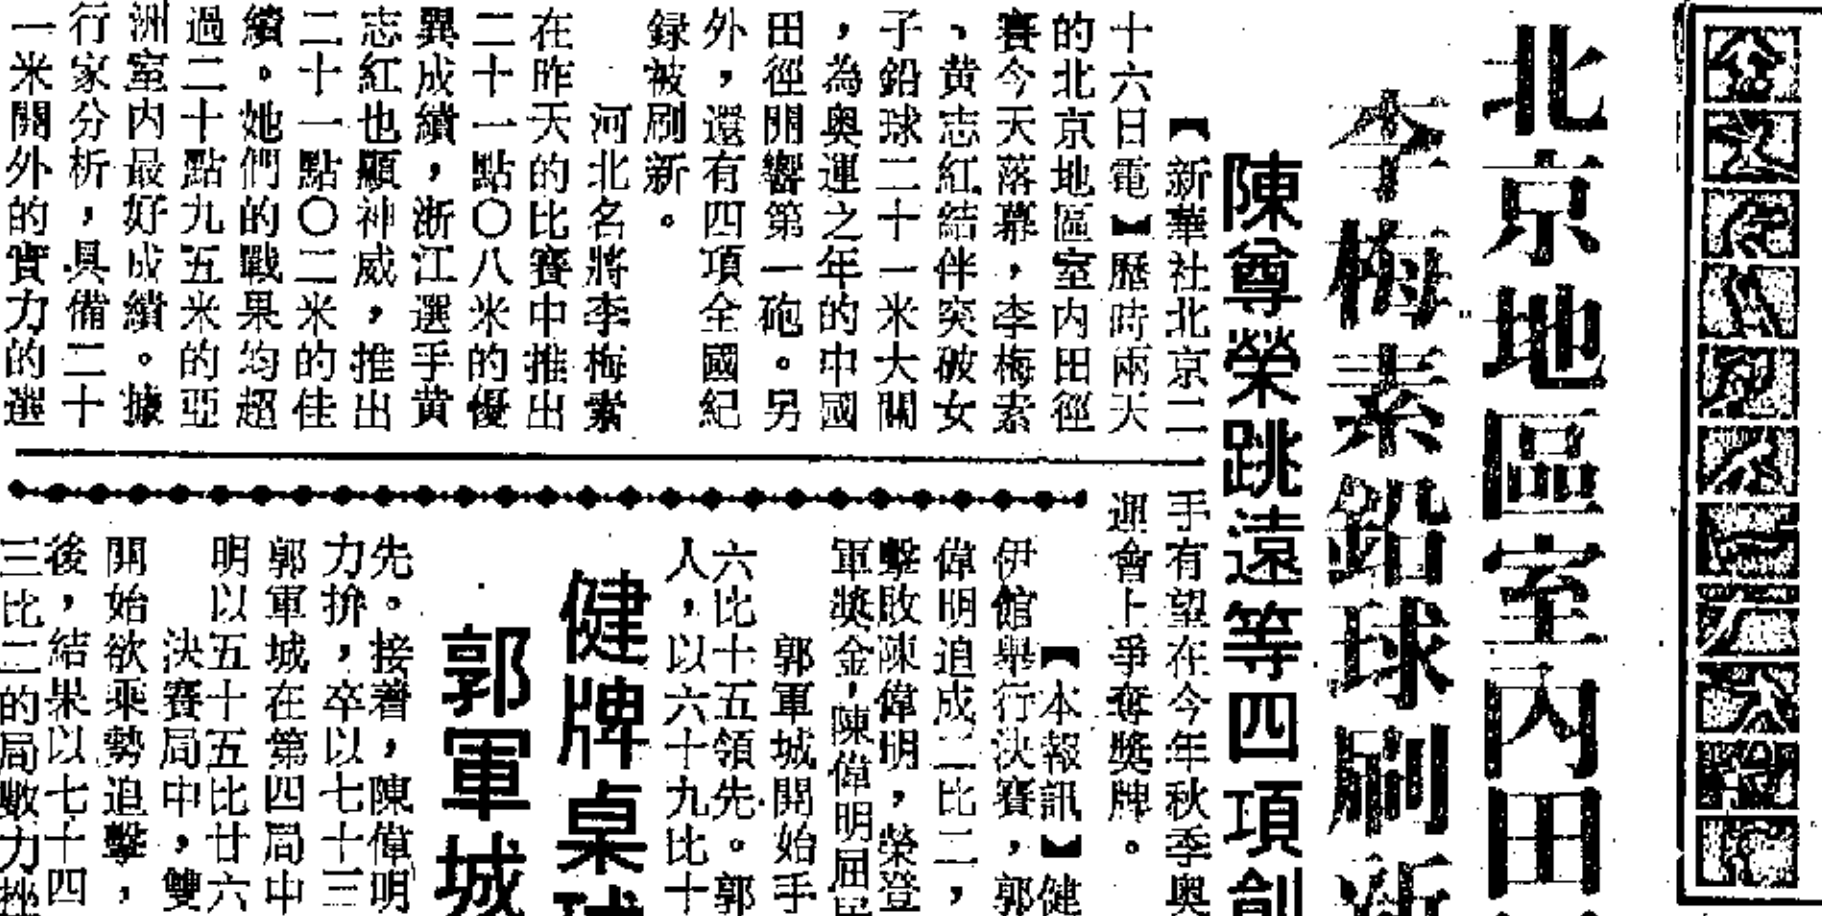 北京地區室內田
李梅素鉛球刷新
陳尊榮跳遠等四項創
【新華社北京二
十六日電】歷時兩天
的北京地區室内田徑
賽今天落幕，李梅素
、黄志紅結伴突破女
子鉛球二十一米大關
，為奥運之年的中國
田徑開響第一砲。另
外，還有四項全國紀
録被刷新。
河北名將李梅素
在昨天的比賽中推出
二十一點〇八米的優
異成績，浙江選手黄
志紅也顯神威，推出
二十一點〇二米的佳
績。她們的戰果均超
過二十點九五米的亞
洲室内最好成績。據
行家分析，具備二十
一米關外的實力的選
手有望在今年秋季奥
運會上爭奪獎牌。
健牌桌球
郭軍城
【本報訊】健
伊館舉行決賽，郭
偉明迫成二比二，
擊敗陳偉明，榮登
軍獎金，陳偉明屈居
郭軍城開始手
六比十五領先。郭
人，以六十九比十
先。接着，陳偉明
力拚，卒以七十三
郭軍城在第四局中
明以五十五比廿六
決賽局中，雙
開始欲乘勢追擊，
後，結果以七十四
三比二的局數力挫